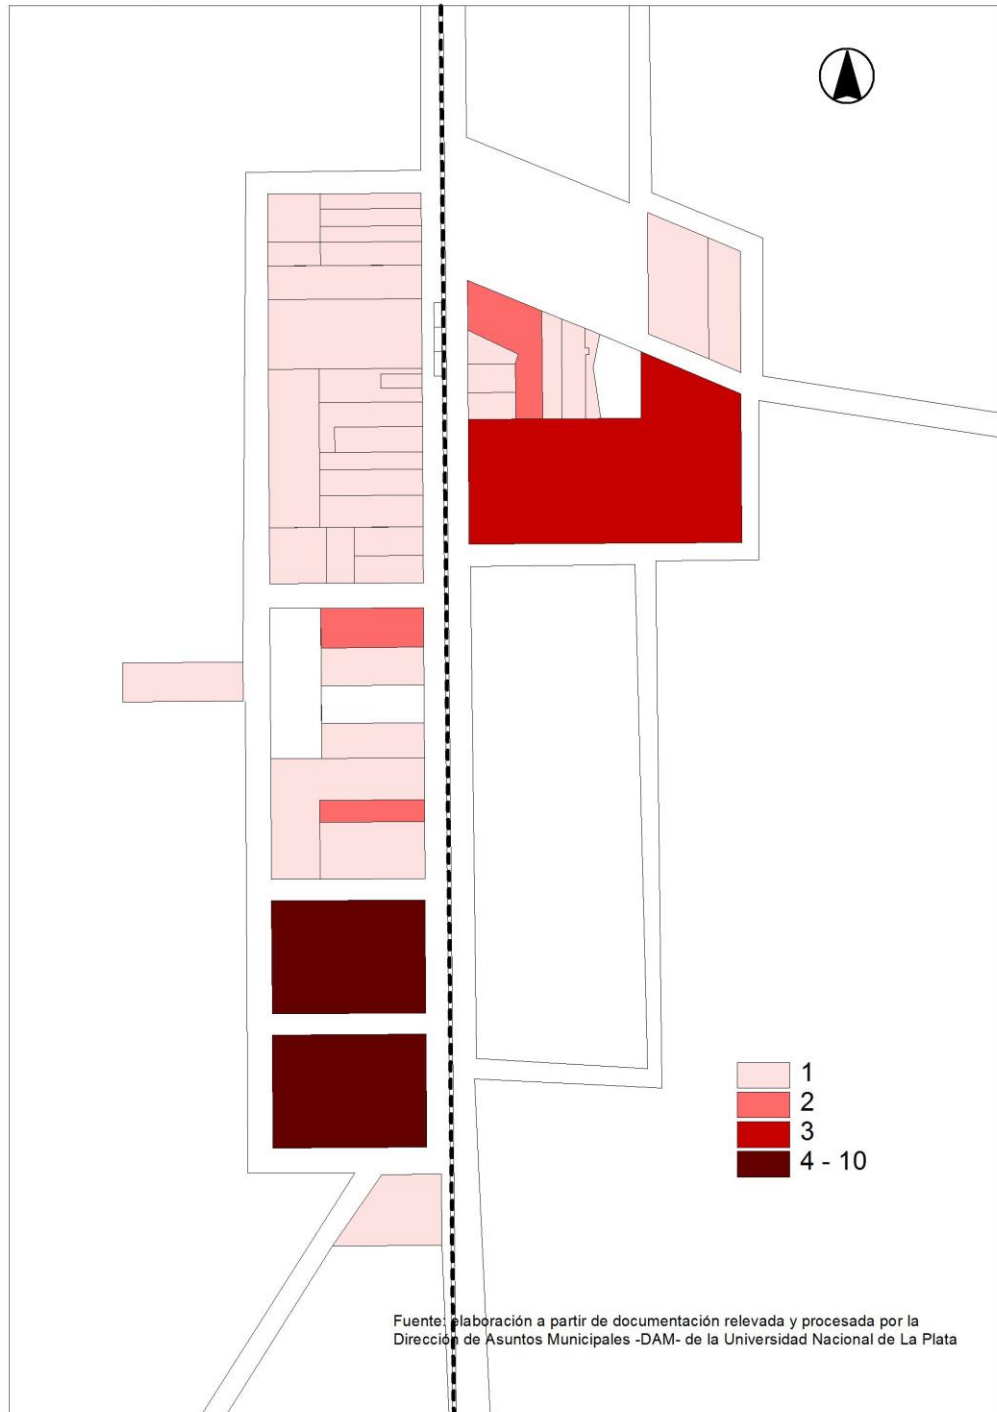 1
2
3
4 - 10
Fuente: elaboración a partir de documentación relevada y procesada por la
Dirección de Asuntos Municipales -DAM- de la Universidad Nacional de La Plata